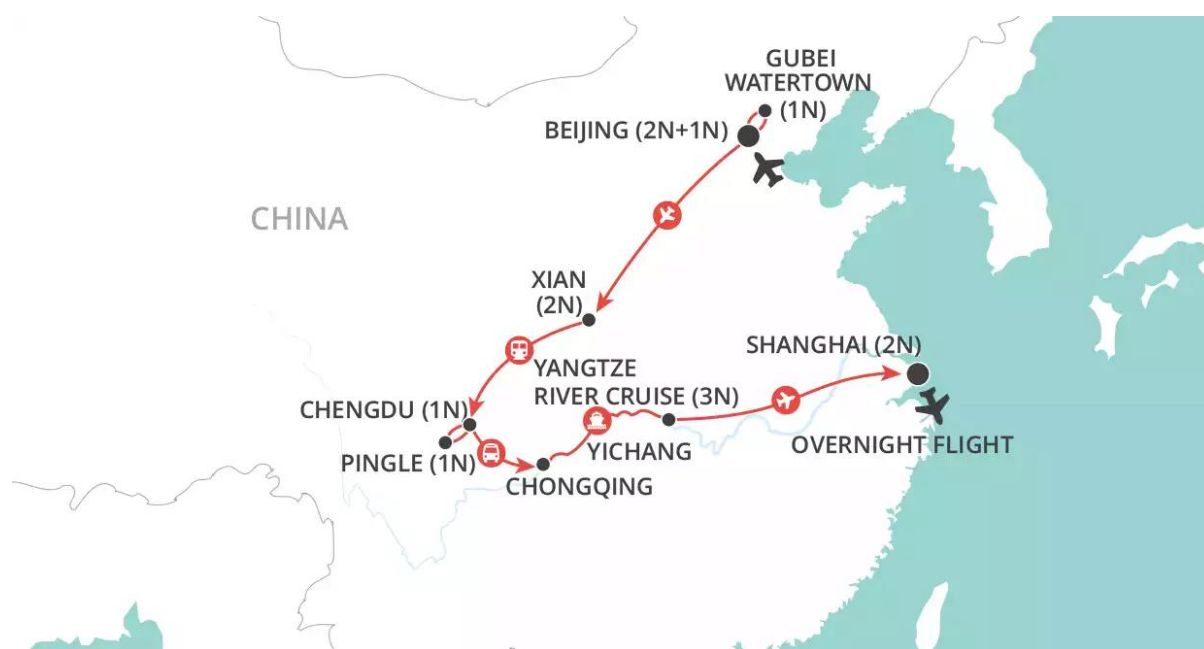 GUBEI
WATERTOWN
(1N)
BEIJING (2N+1N)
CHINA
XIAN
(2N)
SHANGHAI (2N)
YANGTZE
RIVER CRUISE (3N)
CHENGDU (1N)
YICHANG
OVERNIGHT FLIGHT
PINGLE (1N)
CHONGQING